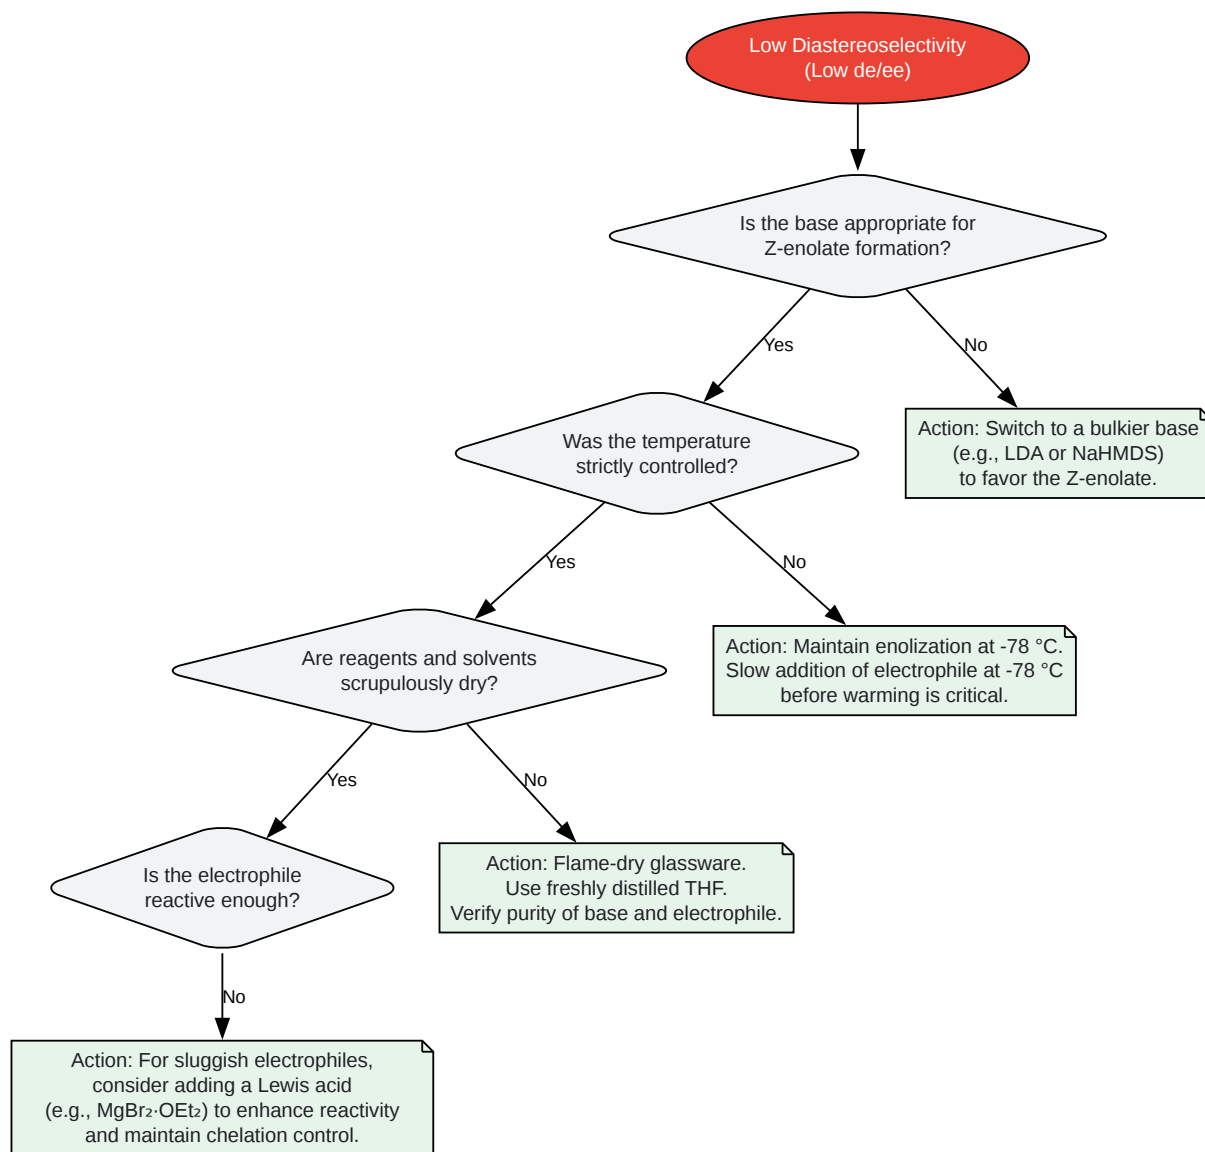 Low Diastereoselectivity
(Low de/ee)
Is the base appropriate for
Z-enolate formation?
Yes
No
Was the temperature
strictly controlled?
Action: Switch to a bulkier base
(e.g., LDA or NaHMDS)
to favor the Z-enolate.
Yes
No
Are reagents and solvents
scrupulously dry?
Action: Maintain enolization at -78 °C.
Slow addition of electrophile at -78 °C
before warming is critical.
Yes
No
Is the electrophile
reactive enough?
Action: Flame-dry glassware.
Use freshly distilled THF.
Verify purity of base and electrophile.
No
Action: For sluggish electrophiles,
consider adding a Lewis acid
(e.g., MgBr₂·OEt₂) to enhance reactivity
and maintain chelation control.